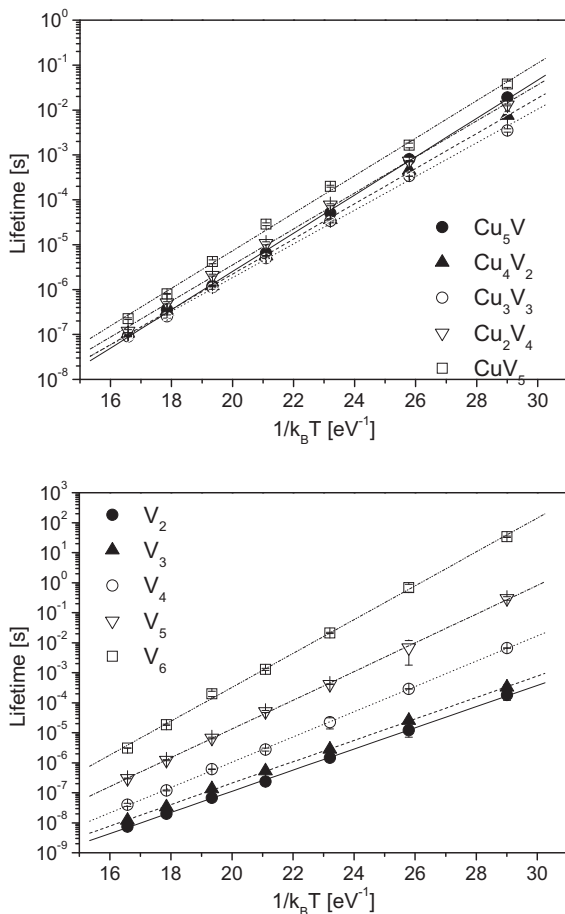 10^0
10^-1
10^-2
10^-3
10^-4
10^-5
10^-6
10^-7
10^-8
Lifetime [s]
Cu5V
Cu4V2
Cu3V3
Cu2V4
CuV5
16 18 20 22 24 26 28 30
1/kBT [eV^-1]
10^3
10^2
10^1
10^0
10^-1
10^-2
10^-3
10^-4
10^-5
10^-6
10^-7
10^-8
10^-9
Lifetime [s]
V2
V3
V4
V5
V6
16 18 20 22 24 26 28 30
1/kBT [eV^-1]